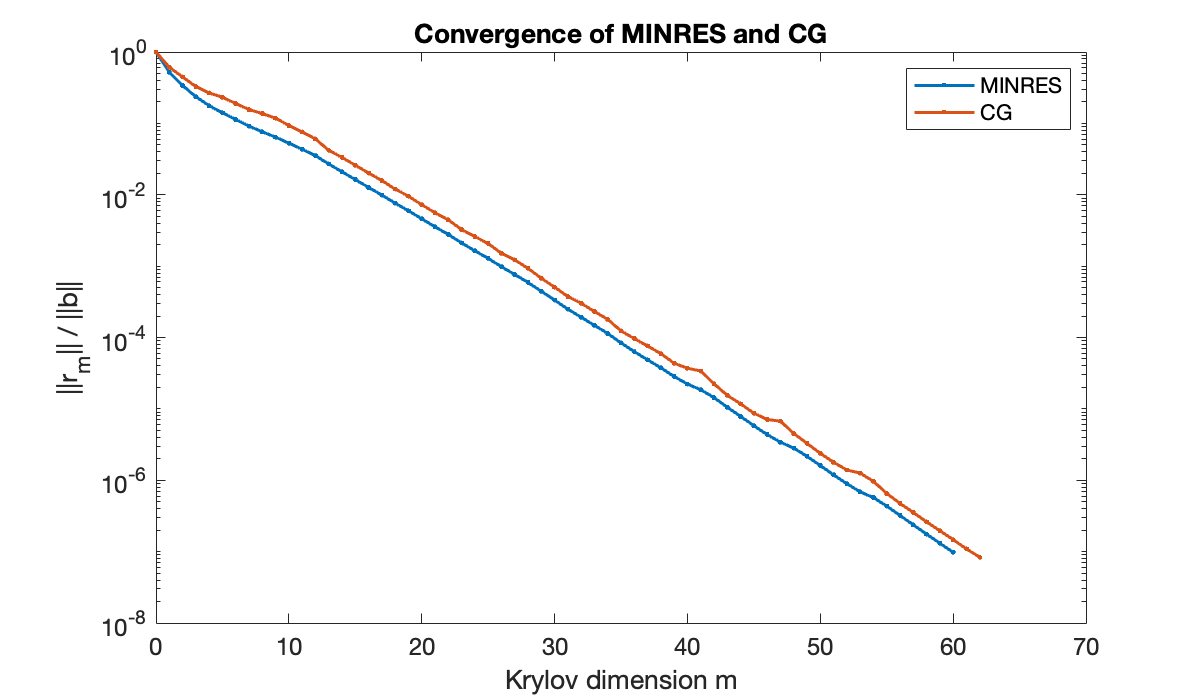 Convergence of MINRES and CG
MINRES
CG
10^0
10^-2
10^-4
10^-6
10^-8
||r_m|| / ||b||
0 10 20 30 40 50 60 70
Krylov dimension m